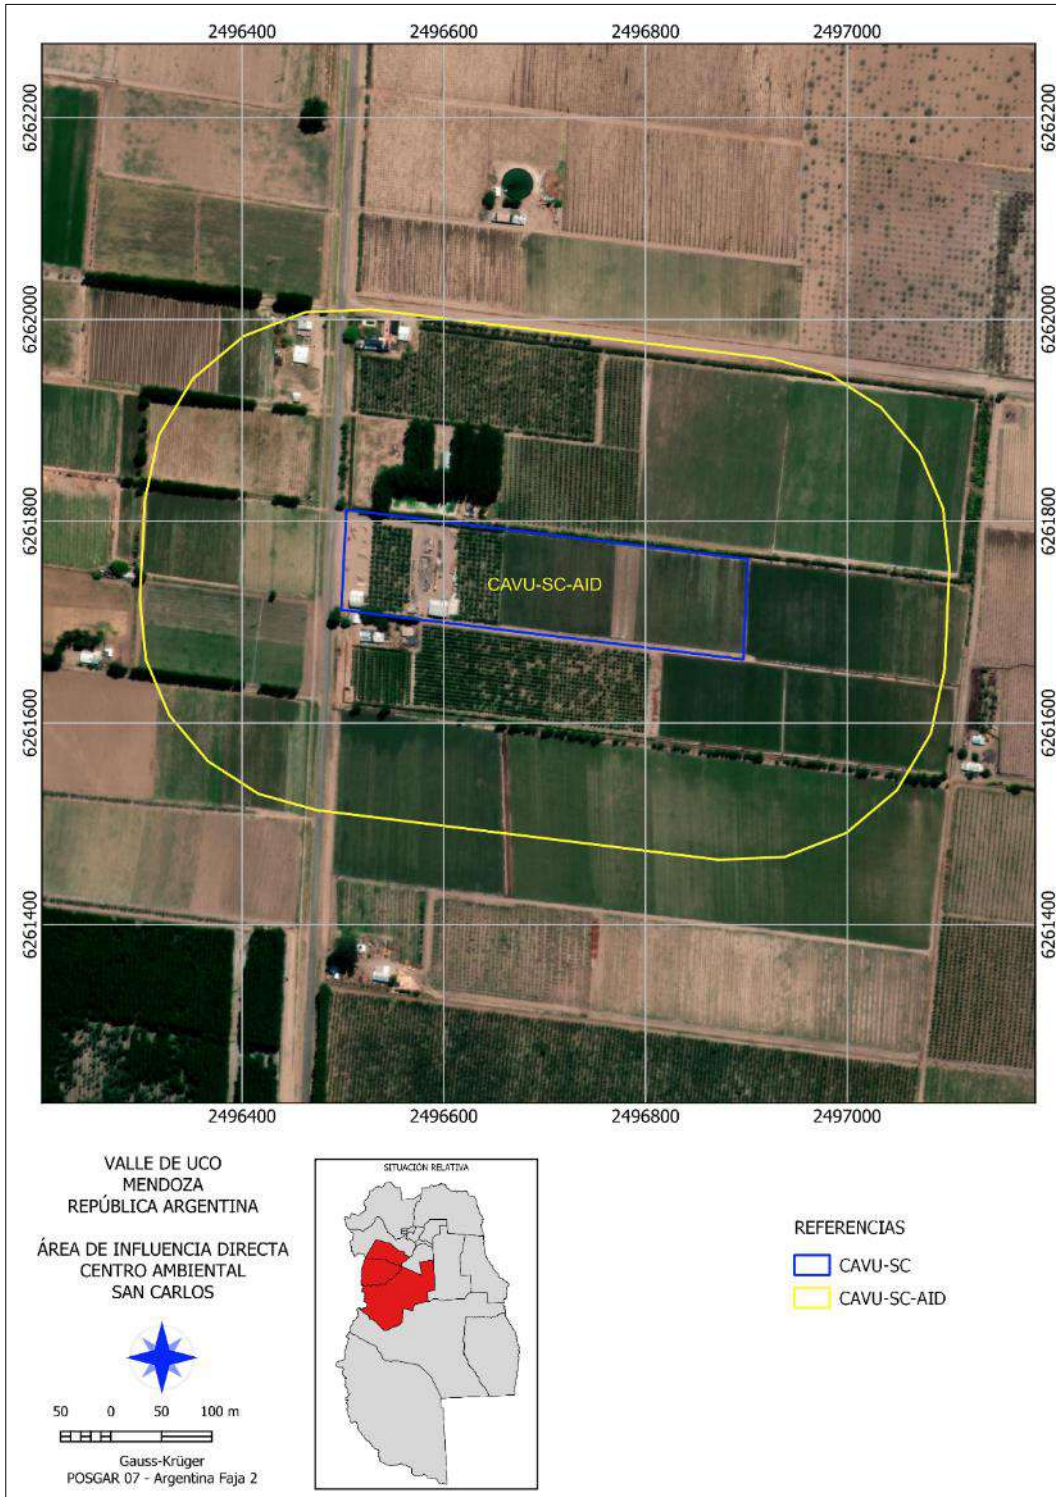 2496400 2496600 2496800 2497000
6262200 6262200
6262000 6262000
6261800 6261800
CAVU-SC-AID
6261600 6261600
6261400 6261400
2496400 2496600 2496800 2497000
VALLE DE UCO
MENDOZA
REPÚBLICA ARGENTINA
ÁREA DE INFLUENCIA DIRECTA
CENTRO AMBIENTAL
SAN CARLOS
50 0 50 100 m
Gauss-Krüger
POSGAR 07 - Argentina Faja 2
SITUACIÓN RELATIVA
REFERENCIAS
CAVU-SC
CAVU-SC-AID